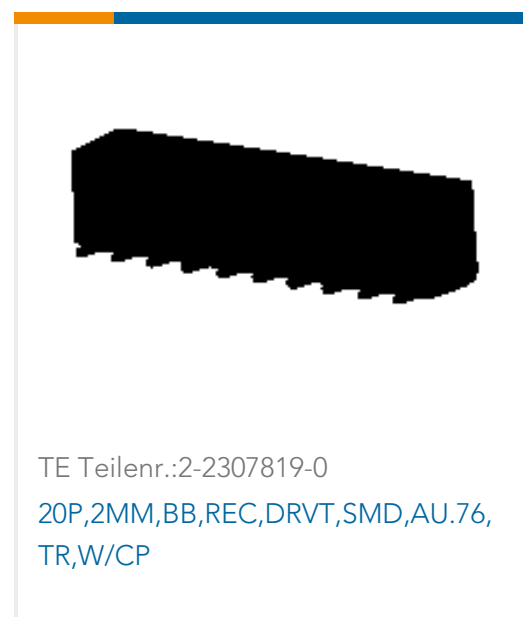 TE Teilenr.:2-2307819-0
20P,2MM,BB,REC,DRVT,SMD,AU.76,
TR,W/CP